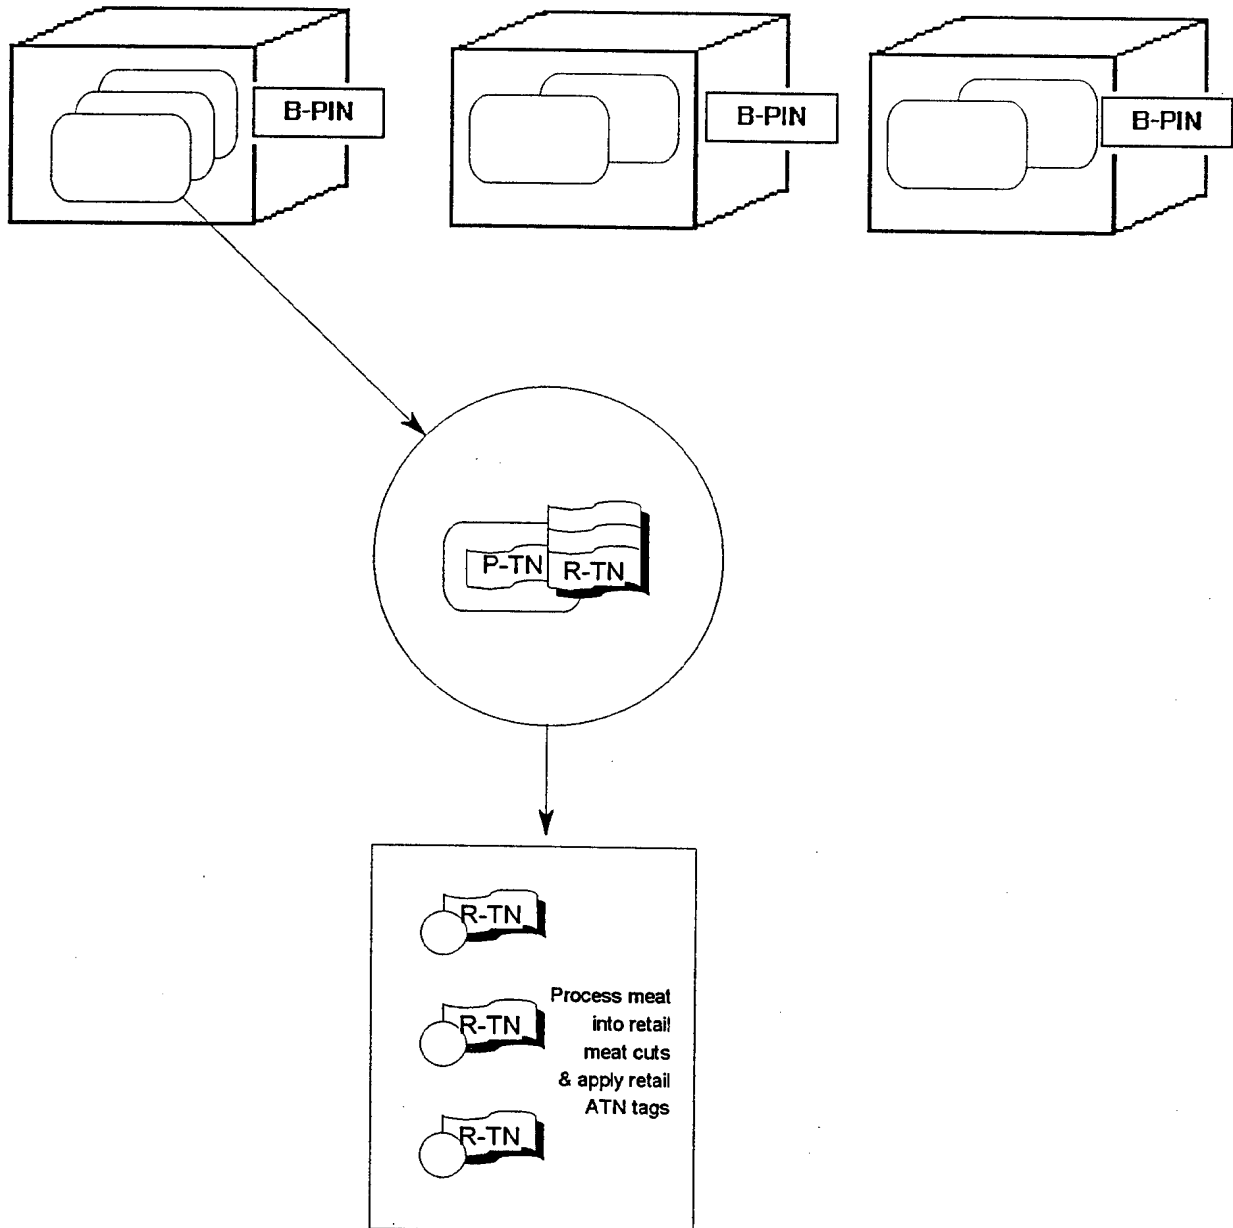 B-PIN
B-PIN
B-PIN
P-TN
R-TN
R-TN
R-TN
R-TN
Process meat
into retail
meat cuts
& apply retail
ATN tags